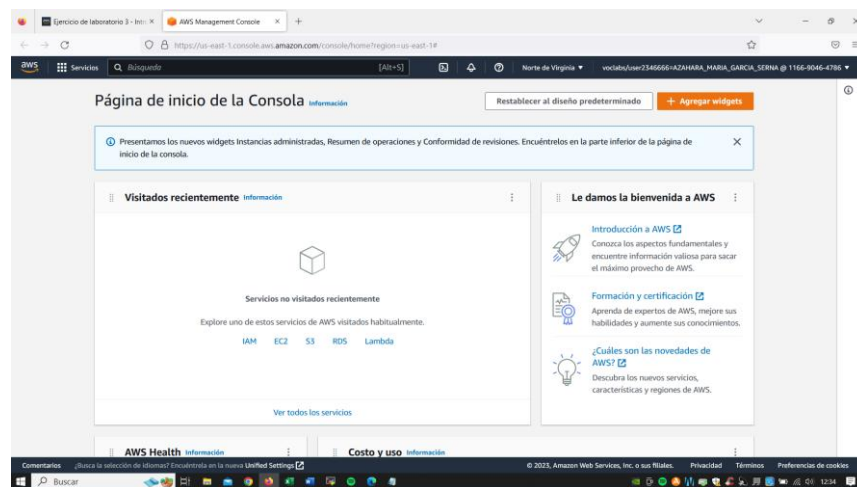 Ejercicio de laboratorio 3 - Intr
AWS Management Console
https://us-east-1.console.aws.amazon.com/console/home?region=us-east-1#
aws
Servicios
Búsqueda
[Alt+S]
Norte de Virginia
voclabs/user2346666=AZAHARA_MARIA_GARCIA_SERNA @ 1166-9046-4786
Página de inicio de la Consola Información
Restablecer al diseño predeterminado
+ Agregar widgets
Presentamos los nuevos widgets Instancias administradas, Resumen de operaciones y Conformidad de revisiones. Encuéntrelos en la parte inferior de la página de
inicio de la consola.
Visitados recientemente Información
Servicios no visitados recientemente
Explore uno de estos servicios de AWS visitados habitualmente.
IAM EC2 S3 RDS Lambda
Ver todos los servicios
Le damos la bienvenida a AWS
Introducción a AWS
Conozca los aspectos fundamentales y
encuentre información valiosa para sacar
el máximo provecho de AWS.
Formación y certificación
Aprenda de expertos de AWS, mejore sus
habilidades y aumente sus conocimientos.
¿Cuáles son las novedades de
AWS?
Descubra los nuevos servicios,
características y regiones de AWS.
AWS Health Información
Costo y uso Información
Comentarios
¿Busca la selección de idiomas? Encuéntrela en la nueva Unified Settings
© 2023, Amazon Web Services, Inc. o sus filiales.
Privacidad
Términos
Preferencias de cookies
Buscar
12:34